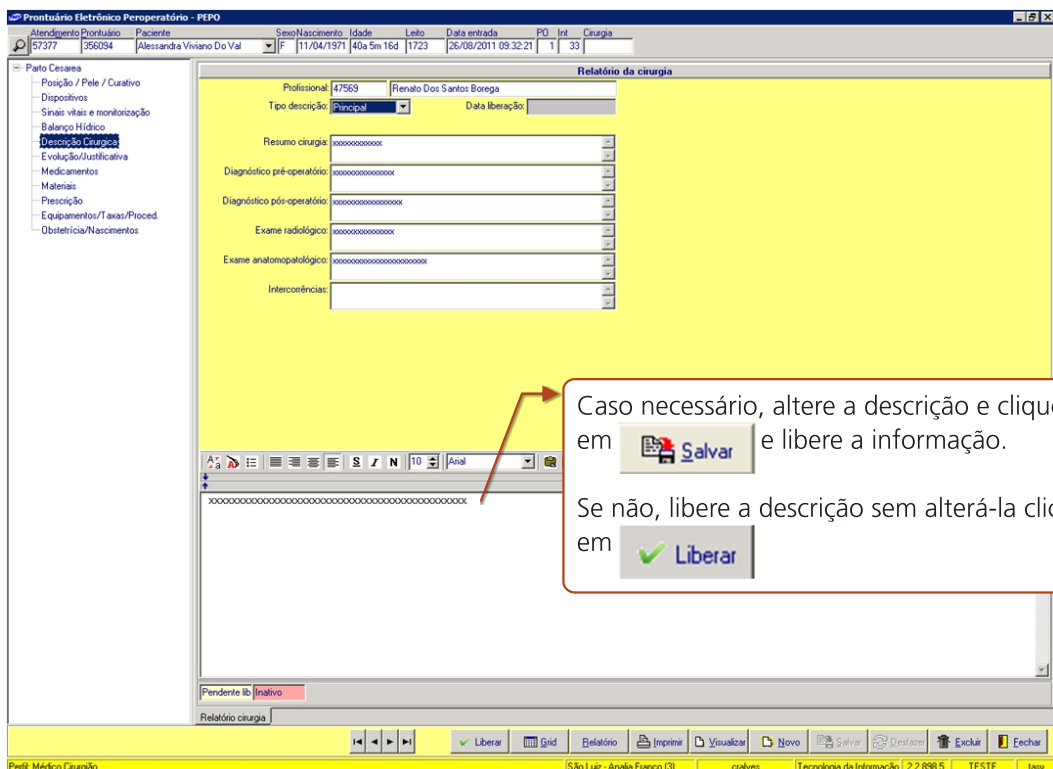 Prontuário Eletrônico Peroperatório - PEPO
Atendimento Prontuário Paciente Sexo Nascimento Idade Leito Data entrada PO Int Cirurgia
57377 356094 Alessandra Viviano Do Val F 11/04/1971 40a 5m 16d 1723 26/08/2011 09:32:21 1 33
Parto Cesarea
Posição / Pele / Curativo
Dispositivos
Sinais vitais e monitorização
Balanço Hídrico
Descrição Cirurgica
Evolução/Justificativa
Medicamentos
Materiais
Prescrição
Equipamentos/Taxas/Proced.
Obstetrícia/Nascimentos
Relatório da cirurgia
Profissional: 47569 Renato Dos Santos Borega
Tipo descrição: Principal Data liberação:
Resumo cirurgia: xxxxxxxxxxxx
Diagnóstico pré-operatório: xxxxxxxxxxxxxxx
Diagnóstico pós-operatório: xxxxxxxxxxxxxxxxx
Exame radiológico: xxxxxxxxxxxxxxx
Exame anatomopatológico: xxxxxxxxxxxxxxxxxxxxxxx
Intercorrências:
Caso necessário, altere a descrição e clique
em Salvar e libere a informação.
Se não, libere a descrição sem alterá-la clic
em Liberar
S I N 10 Arial
xxxxxxxxxxxxxxxxxxxxxxxxxxxxxxxxxxxxxxxxxxxxxxxx
Pendente lib Inativo
Relatório cirurgia
Liberar Grid Relatório Imprimir Visualizar Novo Salvar Desfazer Excluir Fechar
Perfil: Médico Cirurgião São Luiz - Analia Franco (3) cralves Tecnologia da Informação 2.2.898.5 TESTE tasy